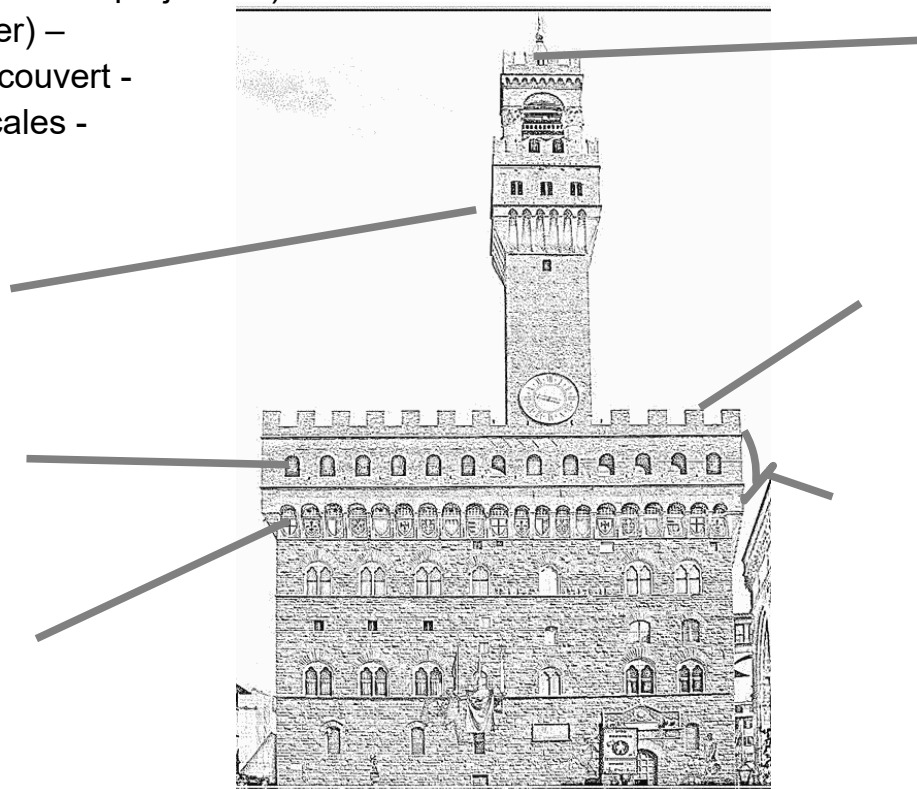 er) –
couvert -
cales -